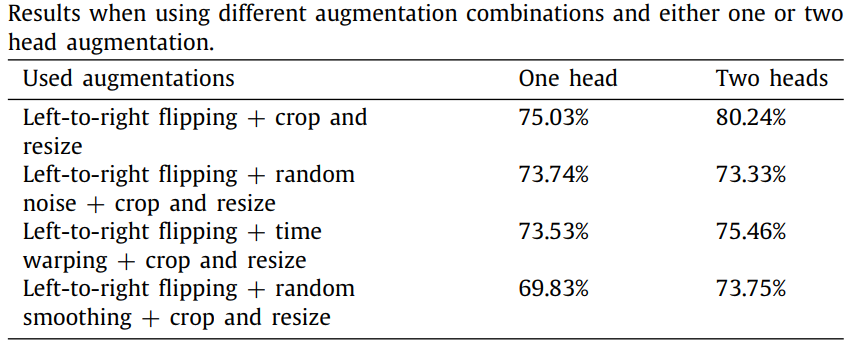 Results when using different augmentation combinations and either one or two
head augmentation.
Used augmentations One head Two heads
Left-to-right flipping + crop and 75.03% 80.24%
resize
Left-to-right flipping + random 73.74% 73.33%
noise + crop and resize
Left-to-right flipping + time 73.53% 75.46%
warping + crop and resize
Left-to-right flipping + random 69.83% 73.75%
smoothing + crop and resize